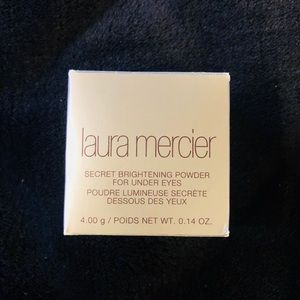 laura mercier
SECRET BRIGHTENING POWDER
FOR UNDER EYES
POUDRE LUMINEUSE SECRÈTE
DESSOUS DES YEUX
4.00 g / POIDS NET WT. 0.14 OZ.